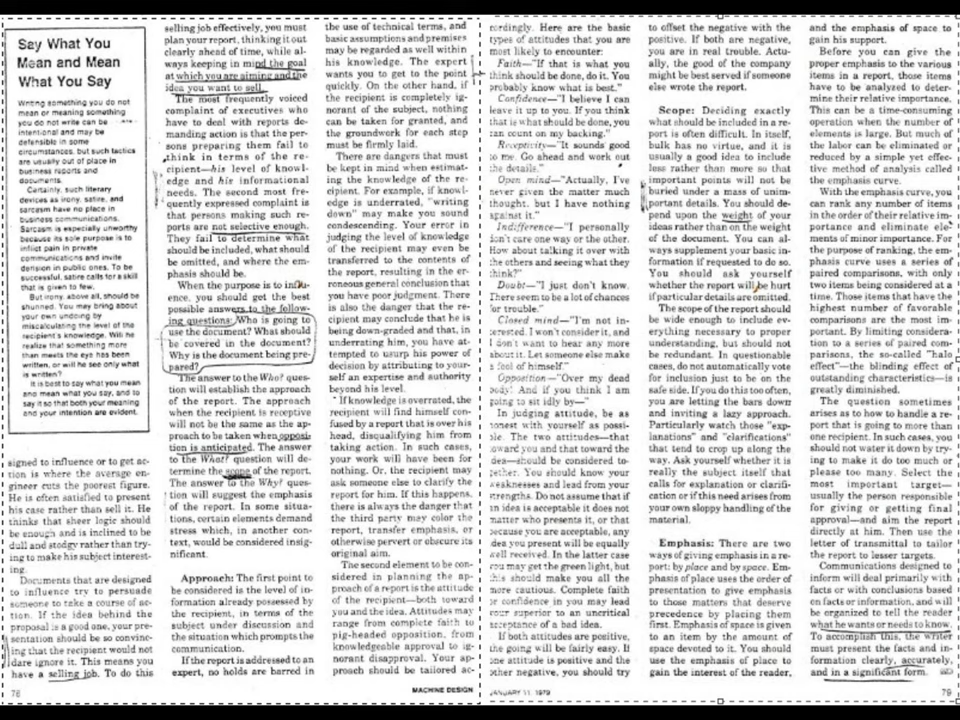 Say What You
Mean and Mean
What You Say
Writing something you do not
mean or meaning something
you do not write can be
intentional and may be
defensible in some
circumstances, but such tactics
are usually out of place in
business reports and
documents.
Certainly, such literary
devices as irony, satire, and
sarcasm have no place in
business communications.
Sarcasm is especially unworthy
because its sole purpose is to
inflict pain in private
communications and invite
derision in public ones. To be
successful, satire calls for a skill
that is given to few.
But irony, above all, should be
shunned. You may bring about
your own undoing by
miscalculating the level of the
recipient's knowledge. Will he
realize that something more
than meets the eye has been
written, or will he see only what
is written?
It is best to say what you mean
and mean what you say, and to
say it so that both your meaning
and your intention are evident.
signed to influence or to get ac-
tion is where the average en-
gineer cuts the poorest figure.
He is often satisfied to present
his case rather than sell it. He
thinks that sheer logic should
be enough and is inclined to be
dull and stodgy rather than try-
ing to make his subject interest-
ing.
Documents that are designed
to influence try to persuade
someone to take a course of ac-
tion. If the idea behind the
proposal is a good one, your pre-
sentation should be so convinc-
ing that the recipient would not
dare ignore it. This means you
have a selling job. To do this
selling job effectively, you must
plan your report, thinking it out
clearly ahead of time, while al-
ways keeping in mind the goal
at which you are aiming and the
idea you want to sell.
The most frequently voiced
complaint of executives who
have to deal with reports de-
manding action is that the per-
sons preparing them fail to
think in terms of the re-
cipient—his level of knowl-
edge and his informational
needs. The second most fre-
quently expressed complaint is
that persons making such re-
ports are not selective enough.
They fail to determine what
should be included, what should
be omitted, and where the em-
phasis should be.
When the purpose is to influ-
ence, you should get the best
possible answers to the follow-
ing questions: Who is going to
use the document? What should
be covered in the document?
Why is the document being pre-
pared?
The answer to the Who? ques-
tion will establish the approach
of the report. The approach
when the recipient is receptive
will not be the same as the ap-
proach to be taken when opposi-
tion is anticipated. The answer
to the What? question will de-
termine the scope of the report.
The answer to the Why? ques-
tion will suggest the emphasis
of the report. In some situa-
tions, certain elements demand
stress which, in another con-
text, would be considered insig-
nificant.
Approach: The first point to
be considered is the level of in-
formation already possessed by
the recipient, in terms of the
subject under discussion and
the situation which prompts the
communication.
If the report is addressed to an
expert, no holds are barred in
the use of technical terms, and
basic assumptions and premises
may be regarded as well within
his knowledge. The expert
wants you to get to the point
quickly. On the other hand, if
the recipient is completely ig-
norant of the subject, nothing
can be taken for granted, and
the groundwork for each step
must be firmly laid.
There are dangers that must
be kept in mind when estimat-
ing the knowledge of the re-
cipient. For example, if knowl-
edge is underrated, "writing
down" may make you sound
condescending. Your error in
judging the level of knowledge
of the recipient may even be
transferred to the contents of
the report, resulting in the er-
roneous general conclusion that
you have poor judgment. There
is also the danger that the re-
cipient may conclude that he is
being down-graded and that, in
underrating him, you have at-
tempted to usurp his power of
decision by attributing to your-
self an expertise and authority
beyond his level.
If knowledge is overrated, the
recipient will find himself con-
fused by a report that is over his
head, disqualifying him from
taking action. In such cases,
your work will have been for
nothing. Or, the recipient may
ask someone else to clarify the
report for him. If this happens,
there is always the danger that
the third party may color the
report, transfer emphasis, or
otherwise pervert or obscure its
original aim.
The second element to be con-
sidered in planning the ap-
proach of a report is the attitude
of the recipient—both toward
you and the idea. Attitudes may
range from complete faith to
pig-headed opposition, from
knowledgeable approval to ig-
norant disapproval. Your ap-
proach should be tailored ac-
78
MACHINE DESIGN
cordingly. Here are the basic
types of attitudes that you are
most likely to encounter:
Faith—"If that is what you
think should be done, do it. You
probably know what is best."
Confidence—"I believe I can
leave it up to you. If you think
that is what should be done, you
can count on my backing."
Receptivity—"It sounds good
to me. Go ahead and work out
the details."
Open mind—"Actually, I've
never given the matter much
thought, but I have nothing
against it."
Indifference—"I personally
don't care one way or the other.
How about talking it over with
the others and seeing what they
think?"
Doubt—"I just don't know.
There seem to be a lot of chances
for trouble."
Closed mind—"I'm not in-
terested. I won't consider it, and
I don't want to hear any more
about it. Let someone else make
a fool of himself."
Opposition—"Over my dead
body! And if you think I am
going to sit idly by—"
In judging attitude, be as
honest with yourself as possi-
ble. The two attitudes—that
toward you and that toward the
idea—should be considered to-
gether. You should know your
weaknesses and lead from your
strengths. Do not assume that if
an idea is acceptable it does not
matter who presents it, or that
because you are acceptable, any
idea you present will be equally
well received. In the latter case
you may get the green light, but
this should make you all the
more cautious. Complete faith
or confidence in you may lead
your superior to an uncritical
acceptance of a bad idea.
If both attitudes are positive,
the going will be fairly easy. If
one attitude is positive and the
other negative, you should try
to offset the negative with the
positive. If both are negative,
you are in real trouble. Actu-
ally, the good of the company
might be best served if someone
else wrote the report.
Scope: Deciding exactly
what should be included in a re-
port is often difficult. In itself,
bulk has no virtue, and it is
usually a good idea to include
less rather than more so that
important points will not be
buried under a mass of unim-
portant details. You should de-
pend upon the weight of your
ideas rather than on the weight
of the document. You can al-
ways supplement your basic in-
formation if requested to do so.
You should ask yourself
whether the report will be hurt
if particular details are omitted.
The scope of the report should
be wide enough to include ev-
erything necessary to proper
understanding, but should not
be redundant. In questionable
cases, do not automatically vote
for inclusion just to be on the
safe side. If you do this too often,
you are letting the bars down
and inviting a lazy approach.
Particularly watch those "exp-
lanations" and "clarifications"
that tend to crop up along the
way. Ask yourself whether it is
really the subject itself that
calls for explanation or clarifi-
cation or if this need arises from
your own sloppy handling of the
material.
Emphasis: There are two
ways of giving emphasis in a re-
port: by place and by space. Em-
phasis of place uses the order of
presentation to give emphasis
to those matters that deserve
precedence by placing them
first. Emphasis of space is given
to an item by the amount of
space devoted to it. You should
use the emphasis of place to
gain the interest of the reader,
and the emphasis of space to
gain his support.
Before you can give the
proper emphasis to the various
items in a report, those items
have to be analyzed to deter-
mine their relative importance.
This can be a time-consuming
operation when the number of
elements is large. But much of
the labor can be eliminated or
reduced by a simple yet effec-
tive method of analysis called
the emphasis curve.
With the emphasis curve, you
can rank any number of items
in the order of their relative im-
portance and eliminate ele-
ments of minor importance. For
the purpose of ranking, the em-
phasis curve uses a series of
paired comparisons, with only
two items being considered at a
time. Those items that have the
highest number of favorable
comparisons are the most im-
portant. By limiting considera-
tion to a series of paired com-
parisons, the so-called "halo
effect"—the blinding effect of
outstanding characteristics—is
greatly diminished.
The question sometimes
arises as to how to handle a re-
port that is going to more than
one recipient. In such cases, you
should not water it down by try-
ing to make it do too much or
please too many. Select the
most important target—
usually the person responsible
for giving or getting final
approval—and aim the report
directly at him. Then use the
letter of transmittal to tailor
the report to lesser targets.
Communications designed to
inform will deal primarily with
facts or with conclusions based
on facts or information, and will
be organized to tell the reader
what he wants or needs to know.
To accomplish this, the writer
must present the facts and in-
formation clearly, accurately,
and in a significant form.
JANUARY 11, 1979
79